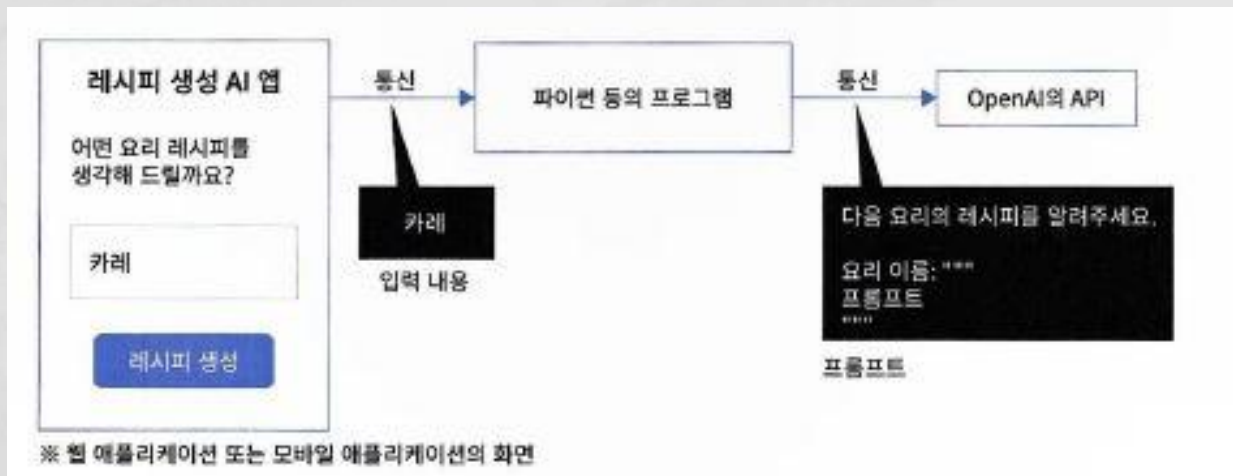 레시피 생성 AI 앱
어떤 요리 레시피를
생각해 드릴까요?
카레
레시피 생성
통신
카레
입력 내용
파이썬 등의 프로그램
통신
OpenAI의 API
다음 요리의 레시피를 알려주세요.
요리 이름: """
프롬프트
"""
프롬프트
※ 웹 애플리케이션 또는 모바일 애플리케이션의 화면